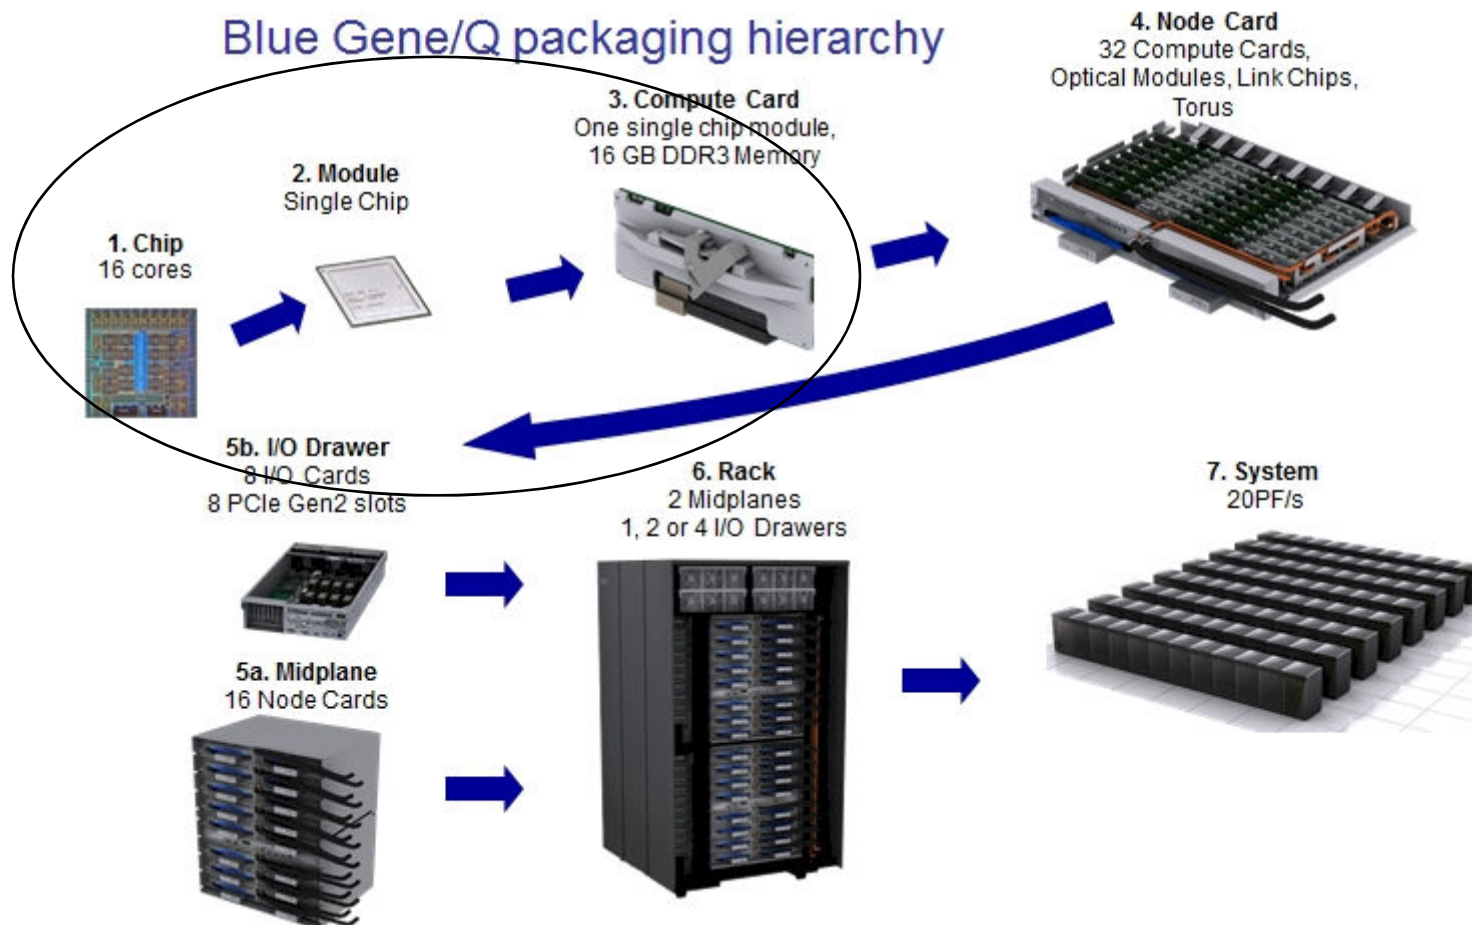 Blue Gene/Q packaging hierarchy
1. Chip
16 cores
2. Module
Single Chip
3. Compute Card
One single chip module,
16 GB DDR3 Memory
4. Node Card
32 Compute Cards,
Optical Modules, Link Chips,
Torus
5b. I/O Drawer
8 I/O Cards
8 PCIe Gen2 slots
5a. Midplane
16 Node Cards
6. Rack
2 Midplanes
1, 2 or 4 I/O Drawers
7. System
20PF/s